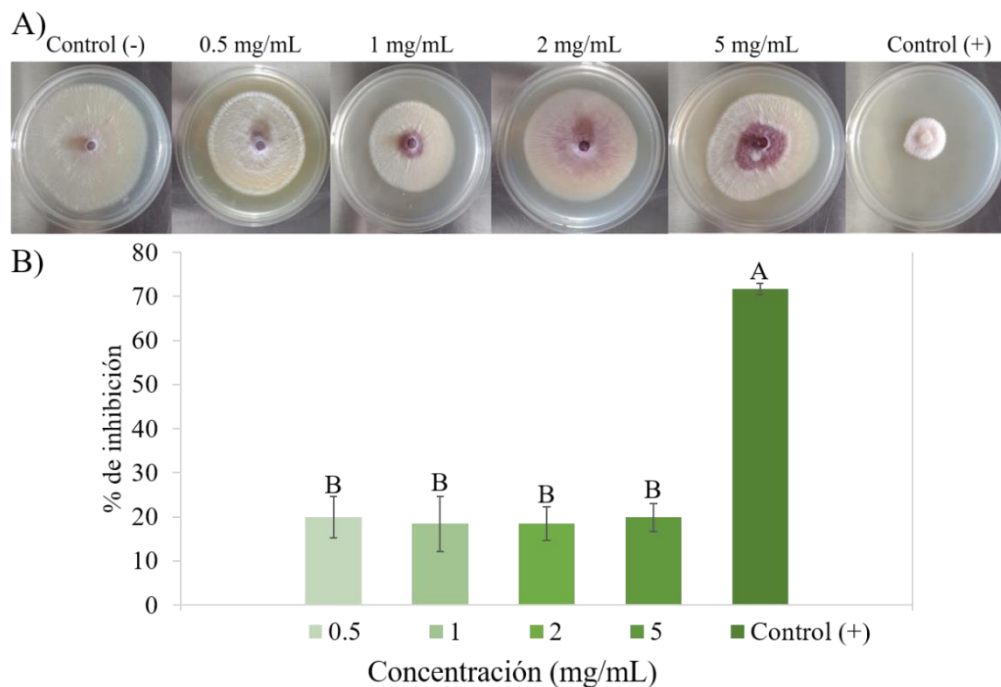 A)
Control (-) 0.5 mg/mL 1 mg/mL 2 mg/mL 5 mg/mL Control (+)
B)
80
70
60
50
40
30
20
10
0
% de inhibición
B B B B A
0.5 1 2 5 Control (+)
Concentración (mg/mL)